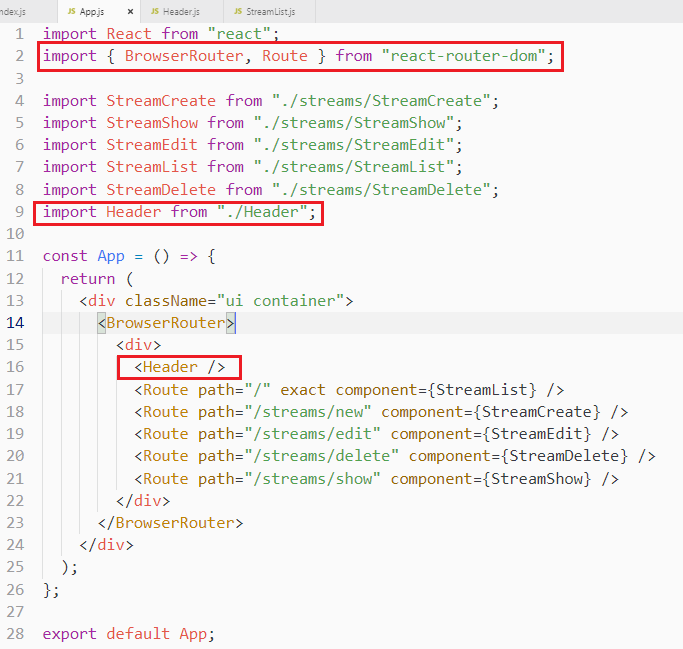 ndex.js JS App.js × JS Header.js JS StreamList.js
1 import React from "react";
2 import { BrowserRouter, Route } from "react-router-dom";
3
4 import StreamCreate from "./streams/StreamCreate";
5 import StreamShow from "./streams/StreamShow";
6 import StreamEdit from "./streams/StreamEdit";
7 import StreamList from "./streams/StreamList";
8 import StreamDelete from "./streams/StreamDelete";
9 import Header from "./Header";
10
11 const App = () => {
12   return (
13     <div className="ui container">
14       <BrowserRouter>
15         <div>
16           <Header />
17           <Route path="/" exact component={StreamList} />
18           <Route path="/streams/new" component={StreamCreate} />
19           <Route path="/streams/edit" component={StreamEdit} />
20           <Route path="/streams/delete" component={StreamDelete} />
21           <Route path="/streams/show" component={StreamShow} />
22         </div>
23       </BrowserRouter>
24     </div>
25   );
26 };
27
28 export default App;